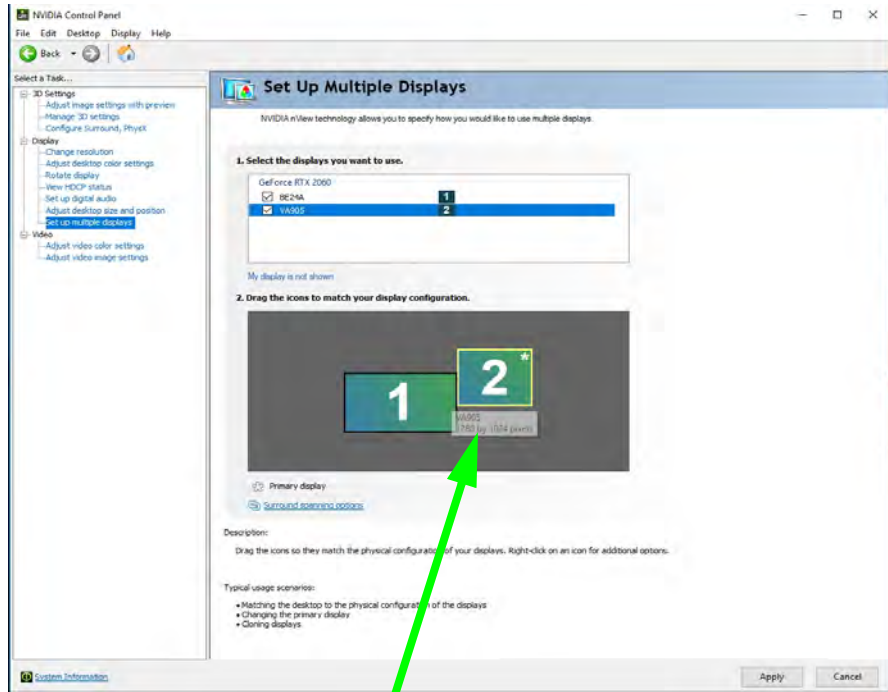 NVIDIA Control Panel
File Edit Desktop Display Help
Back
Select a Task...
3D Settings
Adjust image settings with preview
Manage 3D settings
Configure Surround, PhysX
Display
Change resolution
Adjust desktop color settings
Rotate display
View HDCP status
Set up digital audio
Adjust desktop size and position
Set up multiple displays
Video
Adjust video color settings
Adjust video image settings
Set Up Multiple Displays
NVIDIA nView technology allows you to specify how you would like to use multiple displays.
1. Select the displays you want to use.
GeForce RTX 2060
BE24A 1
VA905 2
My display is not shown
2. Drag the icons to match your display configuration.
1
2 *
VA905
1280 by 1024 pixels
Primary display
Surround spanning options
Description:
Drag the icons so they match the physical configuration of your displays. Right-click on an icon for additional options.
Typical usage scenarios:
• Matching the desktop to the physical configuration of the displays
• Changing the primary display
• Cloning displays
System Information
Apply Cancel